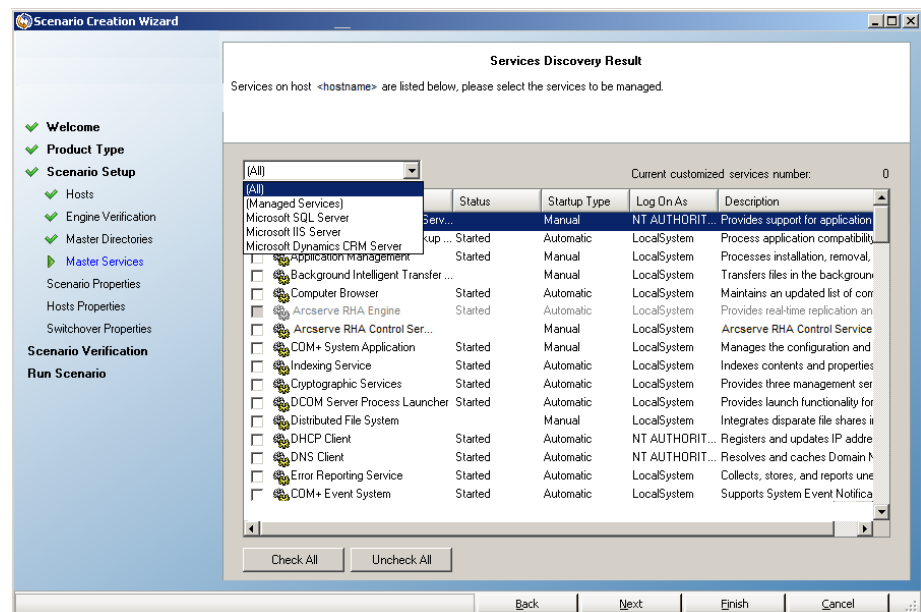 Scenario Creation Wizard
Services Discovery Result
Services on host <hostname> are listed below, please select the services to be managed.
Welcome
Product Type
Scenario Setup
Hosts
Engine Verification
Master Directories
Master Services
Scenario Properties
Hosts Properties
Switchover Properties
Scenario Verification
Run Scenario
(All) Current customized services number: 0
(All)
(Managed Services)
Microsoft SQL Server
Microsoft IIS Server
Microsoft Dynamics CRM Server
Status Startup Type Log On As Description
Serv... Manual NT AUTHORIT... Provides support for application
kup ... Started Automatic LocalSystem Process application compatibility
Application Management Started Manual LocalSystem Processes installation, removal,
Background Intelligent Transfer ... Manual LocalSystem Transfers files in the backgroun
Computer Browser Started Automatic LocalSystem Maintains an updated list of com
Arcserve RHA Engine Started Automatic LocalSystem Provides real-time replication an
Arcserve RHA Control Ser... Manual LocalSystem Arcserve RHA Control Service
COM+ System Application Started Manual LocalSystem Manages the configuration and
Indexing Service Started Automatic LocalSystem Indexes contents and properties
Cryptographic Services Started Automatic LocalSystem Provides three management ser
DCOM Server Process Launcher Started Automatic LocalSystem Provides launch functionality for
Distributed File System Manual LocalSystem Integrates disparate file shares i
DHCP Client Started Automatic NT AUTHORIT... Registers and updates IP addre
DNS Client Started Automatic NT AUTHORIT... Resolves and caches Domain N
Error Reporting Service Started Automatic LocalSystem Collects, stores, and reports une
COM+ Event System Started Automatic LocalSystem Supports System Event Notifica
Check All Uncheck All
Back Next Finish Cancel